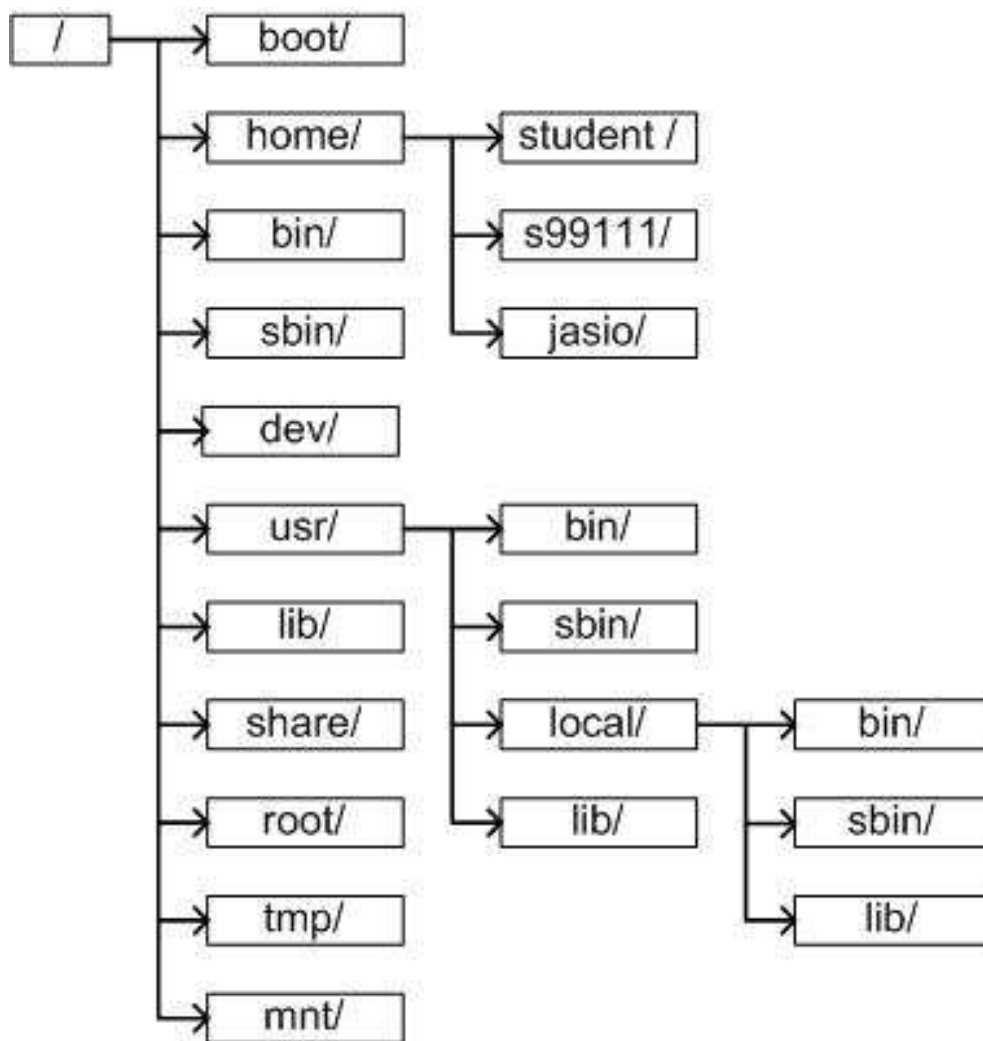 /
boot/
home/
student /
bin/
s99111/
sbin/
jasio/
dev/
usr/
bin/
lib/
sbin/
share/
local/
bin/
root/
lib/
sbin/
tmp/
lib/
mnt/